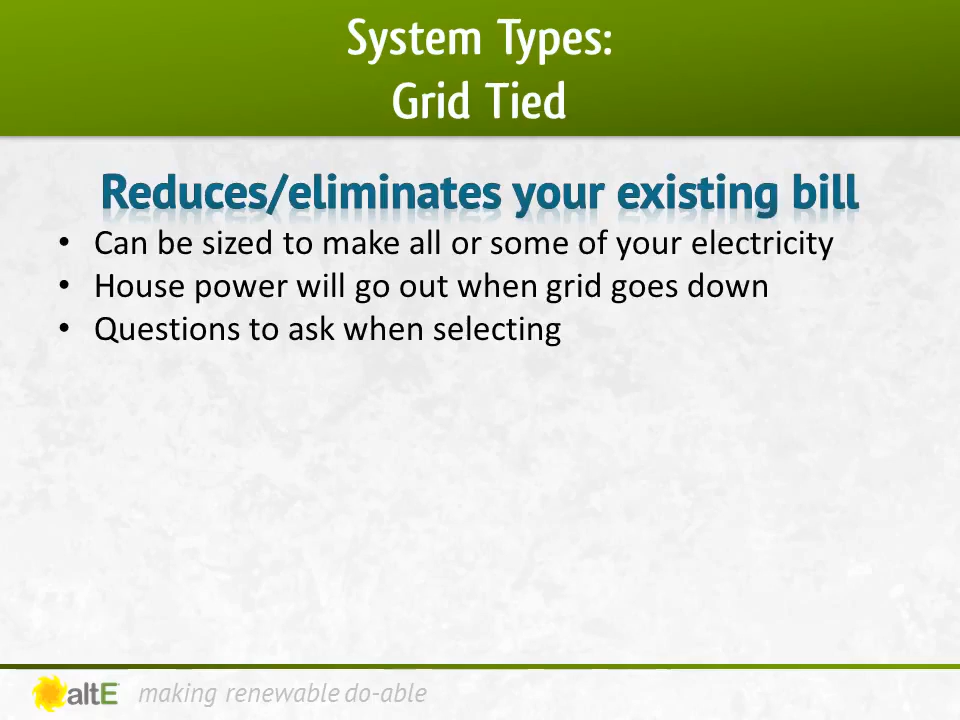 System Types:
Grid Tied
Reduces/eliminates your existing bill
• Can be sized to make all or some of your electricity
• House power will go out when grid goes down
• Questions to ask when selecting
altE making renewable do-able